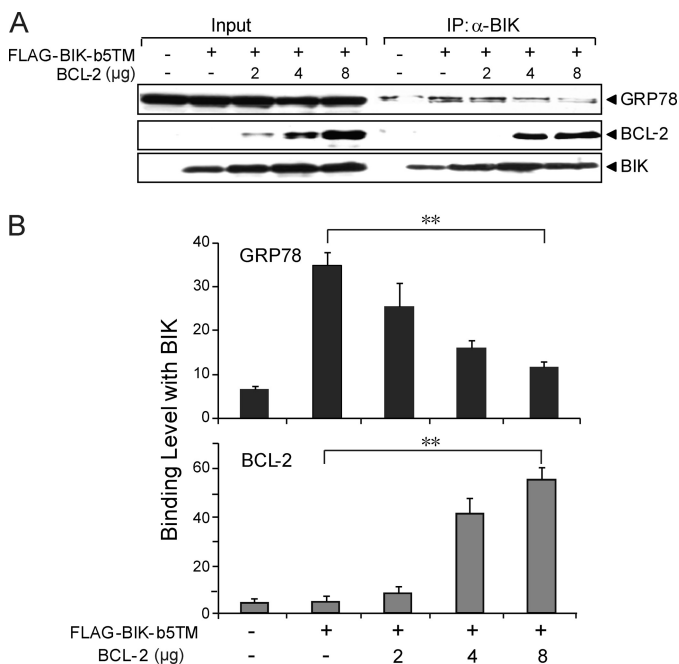 A
Input IP: α-BIK
FLAG-BIK-b5TM - + + + + - + + + +
BCL-2 (µg) - - 2 4 8 - - 2 4 8
GRP78
BCL-2
BIK
B
Binding Level with BIK
**
GRP78
40
30
20
10
0
**
BCL-2
60
40
20
0
FLAG-BIK-b5TM - + + + +
BCL-2 (µg) - - 2 4 8